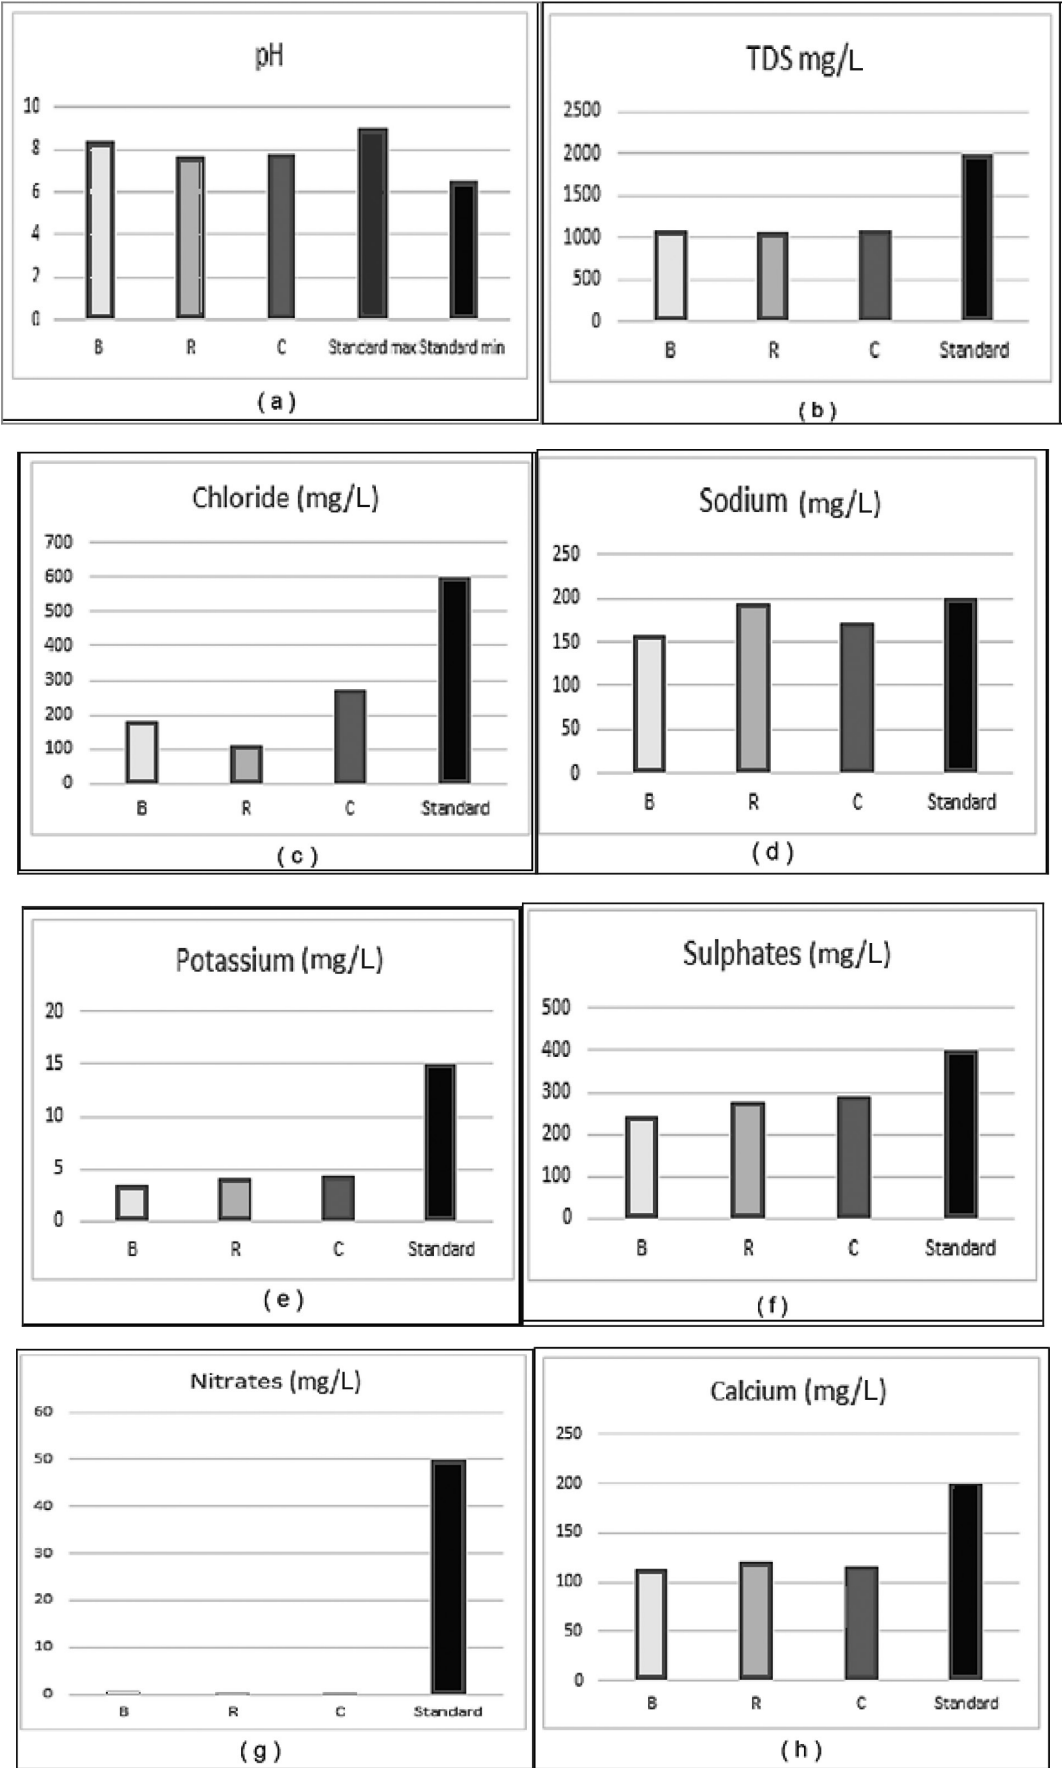 pH
10
8
6
4
2
0
B R C Standard max Standard min
( a )
TDS mg/L
2500
2000
1500
1000
500
0
B R C Standard
( b )
Chloride (mg/L)
700
600
500
400
300
200
100
0
B R C Standard
( c )
Sodium (mg/L)
250
200
150
100
50
0
B R C Standard
( d )
Potassium (mg/L)
20
15
10
5
0
B R C Standard
( e )
Sulphates (mg/L)
500
400
300
200
100
0
B R C Standard
( f )
Nitrates (mg/L)
60
50
40
30
20
10
0
B R C Standard
( g )
Calcium (mg/L)
250
200
150
100
50
0
B R C Standard
( h )